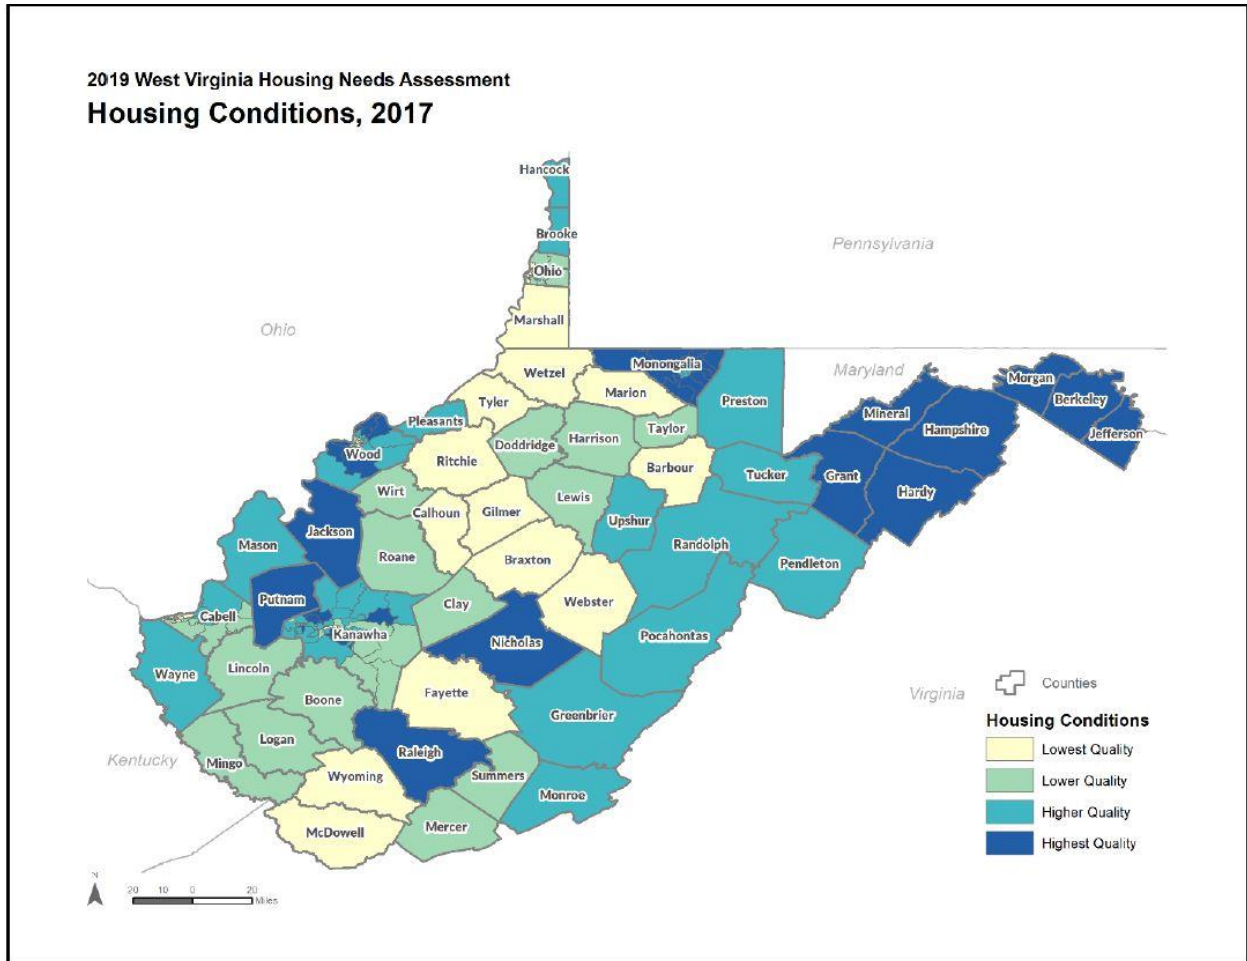 2019 West Virginia Housing Needs Assessment
Housing Conditions, 2017
Hancock
Brooke
Pennsylvania
Ohio
Ohio
Marshall
Wetzel
Monongalia
Maryland
Morgan
Marion
Tyler
Preston
Mineral
Berkeley
Pleasants
Taylor
Hampshire
Jefferson
Doddridge
Harrison
Wood
Ritchie
Barbour
Tucker
Grant
Hardy
Wirt
Lewis
Calhoun
Gilmer
Upshur
Jackson
Mason
Randolph
Roane
Braxton
Pendleton
Putnam
Clay
Webster
Cabell
Kanawha
Pocahontas
Nicholas
Lincoln
Wayne
Fayette
Virginia
Counties
Boone
Greenbrier
Housing Conditions
Logan
Raleigh
Lowest Quality
Kentucky
Mingo
Wyoming
Summers
Lower Quality
Monroe
Higher Quality
McDowell
Mercer
Highest Quality
N
20 10 0 20
Miles